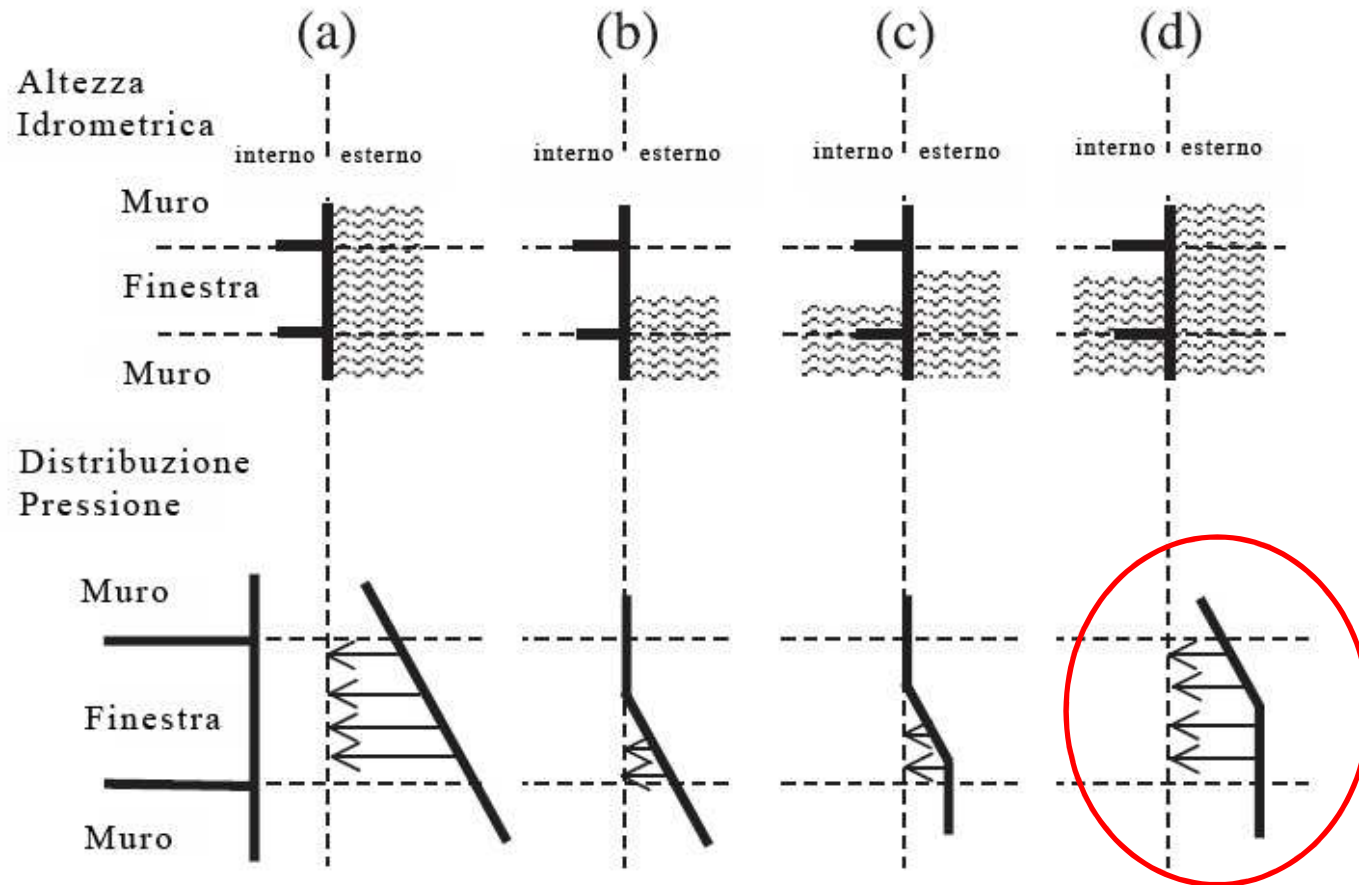 (a) (b) (c) (d)
Altezza
Idrometrica
interno esterno interno esterno interno esterno interno esterno
Muro
Finestra
Muro
Distribuzione
Pressione
Muro
Finestra
Muro